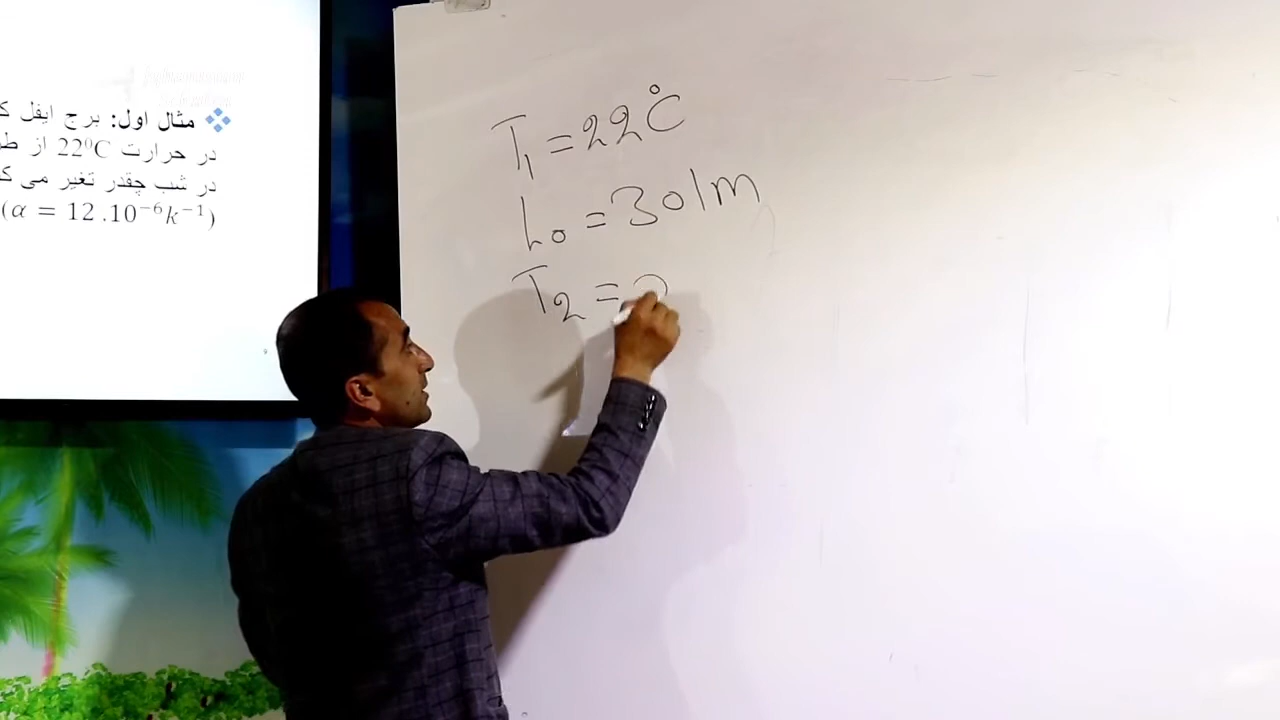 ❖ مثال اول: برج ایفل
در حرارت 22⁰C از
در شب چقدر تغیر می
(α = 12 .10⁻⁶k⁻¹)
T₁ = 22°C
L₀ = 301m
T₂ =